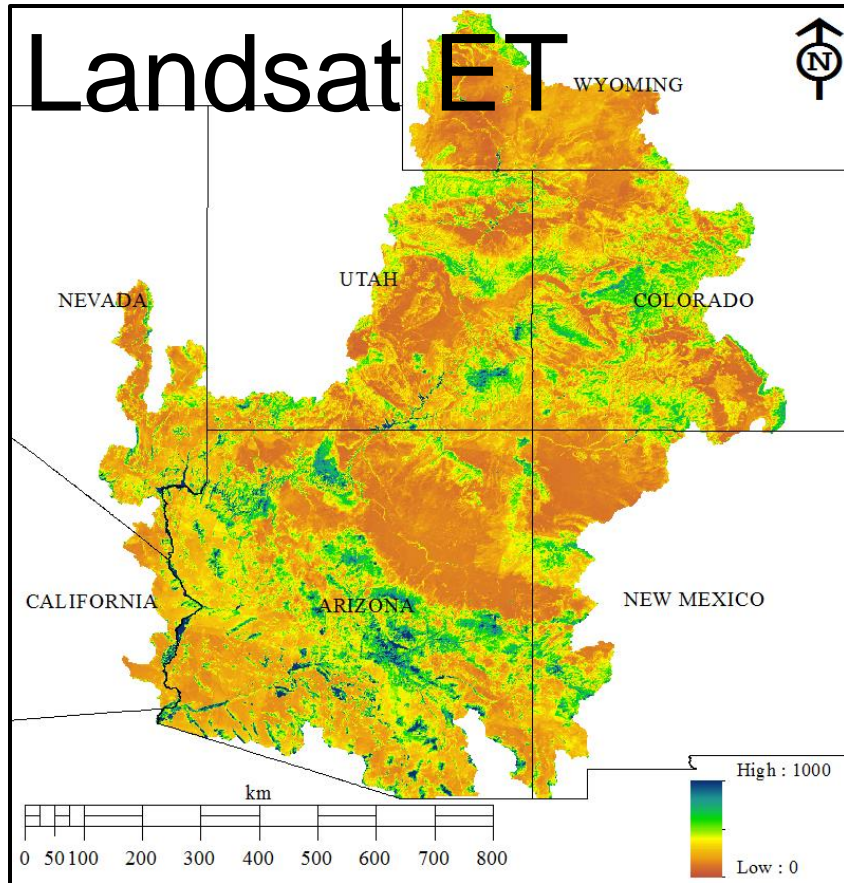 Landsat ET
N
WYOMING
UTAH
NEVADA
COLORADO
CALIFORNIA
ARIZONA
NEW MEXICO
km
0 50 100 200 300 400 500 600 700 800
High : 1000
Low : 0